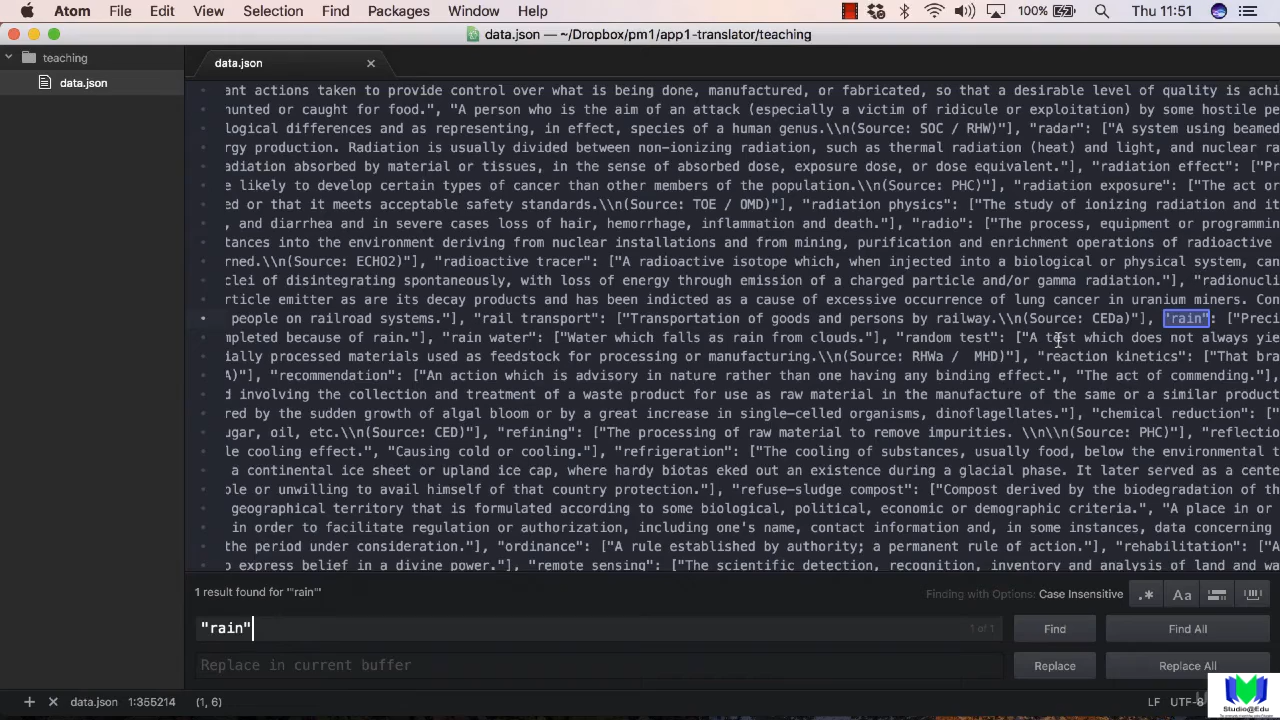 Atom File Edit View Selection Find Packages Window Help 100% Thu 11:51
data.json — ~/Dropbox/pm1/app1-translator/teaching
teaching
data.json
data.json
ant actions taken to provide control over what is being done, manufactured, or fabricated, so that a desirable level of quality is achi
hunted or caught for food.", "A person who is the aim of an attack (especially a victim of ridicule or exploitation) by some hostile pe
logical differences and as representing, in effect, species of a human genus.\\n(Source: SOC / RHW)"], "radar": ["A system using beamed
rgy production. Radiation is usually divided between non-ionizing radiation, such as thermal radiation (heat) and light, and nuclear ra
adiation absorbed by material or tissues, in the sense of absorbed dose, exposure dose, or dose equivalent."], "radiation effect": ["Pr
e likely to develop certain types of cancer than other members of the population.\\n(Source: PHC)"], "radiation exposure": ["The act or
ed or that it meets acceptable safety standards.\\n(Source: TOE / OMD)"], "radiation physics": ["The study of ionizing radiation and it
, and diarrhea and in severe cases loss of hair, hemorrhage, inflammation and death."], "radio": ["The process, equipment or programmin
tances into the environment deriving from nuclear installations and from mining, purification and enrichment operations of radioactive
rned.\\n(Source: ECHO2)"], "radioactive tracer": ["A radioactive isotope which, when injected into a biological or physical system, can
clei of disintegrating spontaneously, with loss of energy through emission of a charged particle and/or gamma radiation."], "radionucli
article emitter as are its decay products and has been indicted as a cause of excessive occurrence of lung cancer in uranium miners. Con
people on railroad systems."], "rail transport": ["Transportation of goods and persons by railway.\\n(Source: CEDa)"], "rain": ["Preci
mpleted because of rain."], "rain water": ["Water which falls as rain from clouds."], "random test": ["A test which does not always yie
ially processed materials used as feedstock for processing or manufacturing.\\n(Source: RHWa /  MHD)"], "reaction kinetics": ["That bra
A)"], "recommendation": ["An action which is advisory in nature rather than one having any binding effect.", "The act of commending."],
d involving the collection and treatment of a waste product for use as raw material in the manufacture of the same or a similar product
red by the sudden growth of algal bloom or by a great increase in single-celled organisms, dinoflagellates."], "chemical reduction": ["
ugar, oil, etc.\\n(Source: CED)"], "refining": ["The processing of raw material to remove impurities. \\n\\n(Source: PHC)"], "reflectio
le cooling effect.", "Causing cold or cooling."], "refrigeration": ["The cooling of substances, usually food, below the environmental t
a continental ice sheet or upland ice cap, where hardy biotas eked out an existence during a glacial phase. It later served as a cente
ole or unwilling to avail himself of that country protection."], "refuse-sludge compost": ["Compost derived by the biodegradation of th
geographical territory that is formulated according to some biological, political, economic or demographic criteria.", "A place in or
in order to facilitate regulation or authorization, including one's name, contact information and, in some instances, data concerning
the period under consideration."], "ordinance": ["A rule established by authority; a permanent rule of action."], "rehabilitation": ["A
o express belief in a divine power."], "remote sensing": ["The scientific detection, recognition, inventory and analysis of land and wa
1 result found for '"rain"' Finding with Options: Case Insensitive .* Aa
"rain" 1 of 1 Find Find All
Replace in current buffer Replace Replace All
data.json 1:355214 (1, 6) LF UTF-8
Studio@Edu